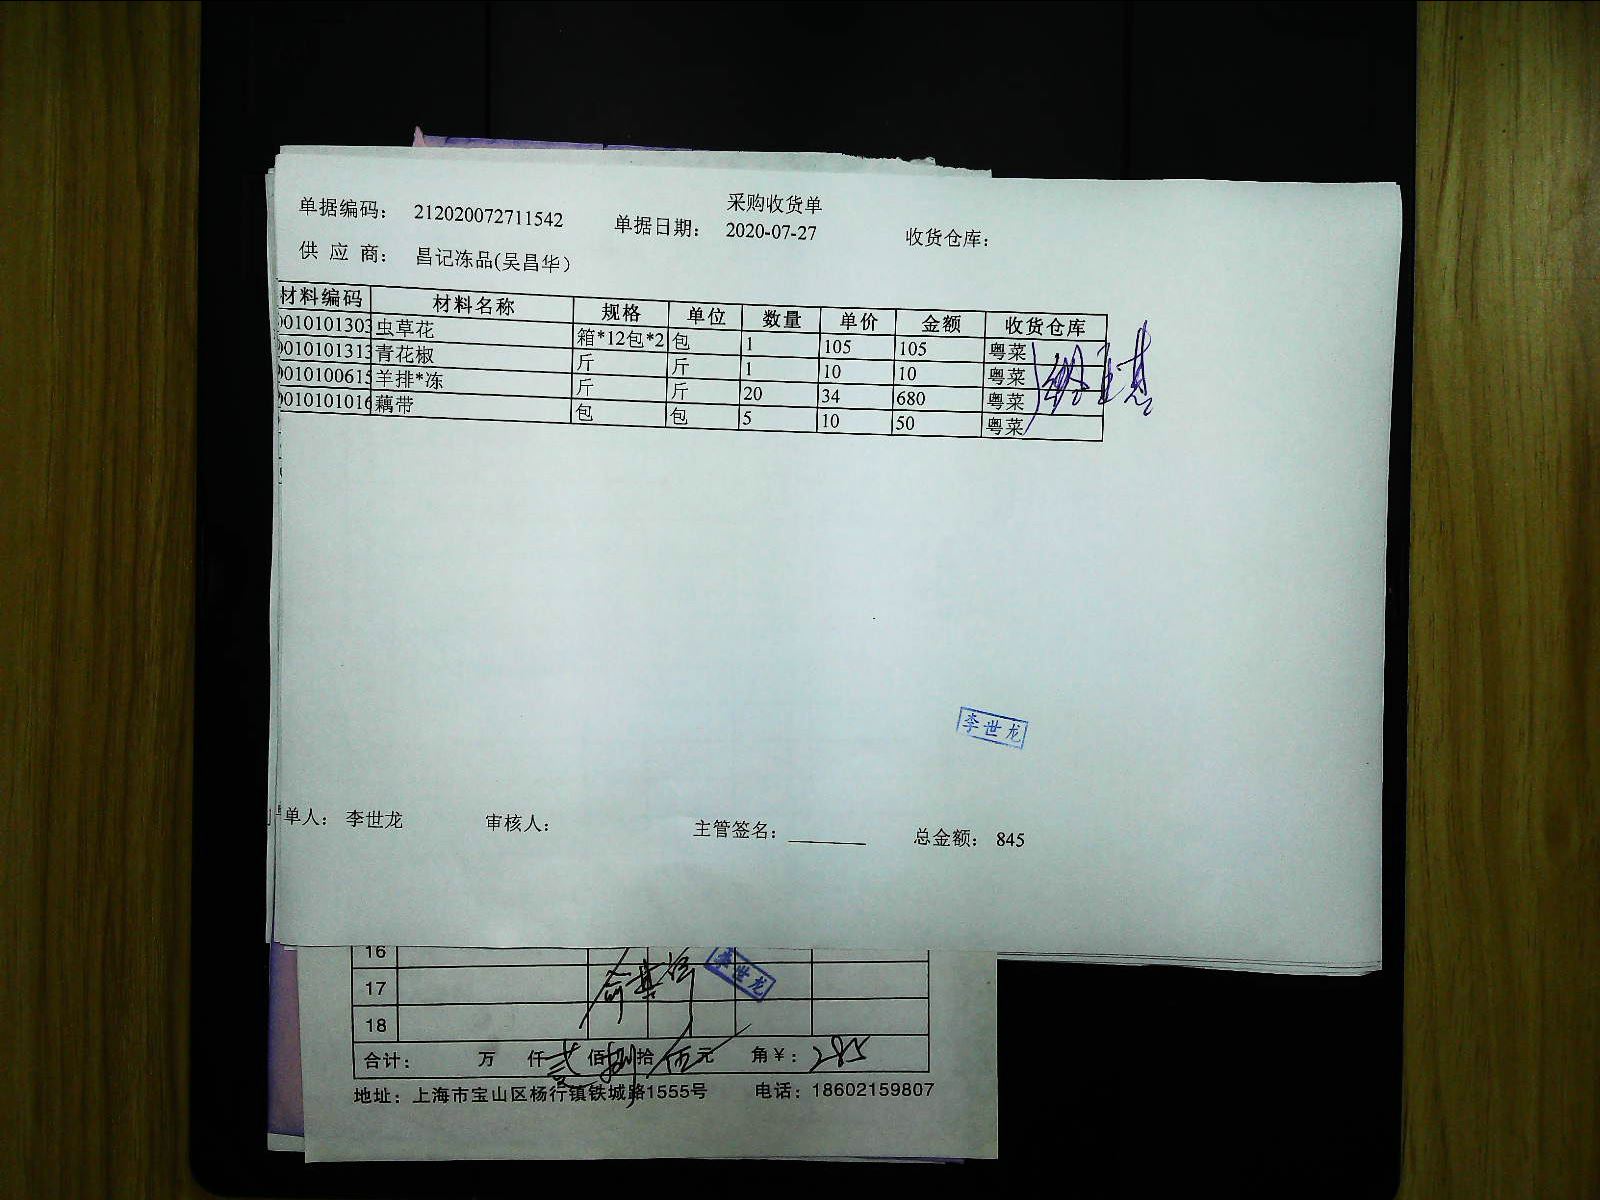 采购收货单
单据编码： 212020072711542 单据日期： 2020-07-27 收货仓库：
供 应 商： 昌记冻品(吴昌华）
材料编码 材料名称 规格 单位 数量 单价 金额 收货仓库
0010101303 虫草花 箱*12包*2 包 1 105 105 粤菜
0010101313 青花椒 斤 斤 1 10 10 粤菜
0010100615 羊排*冻 斤 斤 20 34 680 粤菜
0010101016 藕带 包 包 5 10 50 粤菜
李世龙
单人： 李世龙 审核人： 主管签名： 总金额： 845
16
李世龙
17
18
合计： 万 仟 贰 佰 捌 拾 伍 元 角 ￥： 285
地址：上海市宝山区杨行镇铁城路1555号 电话：18602159807